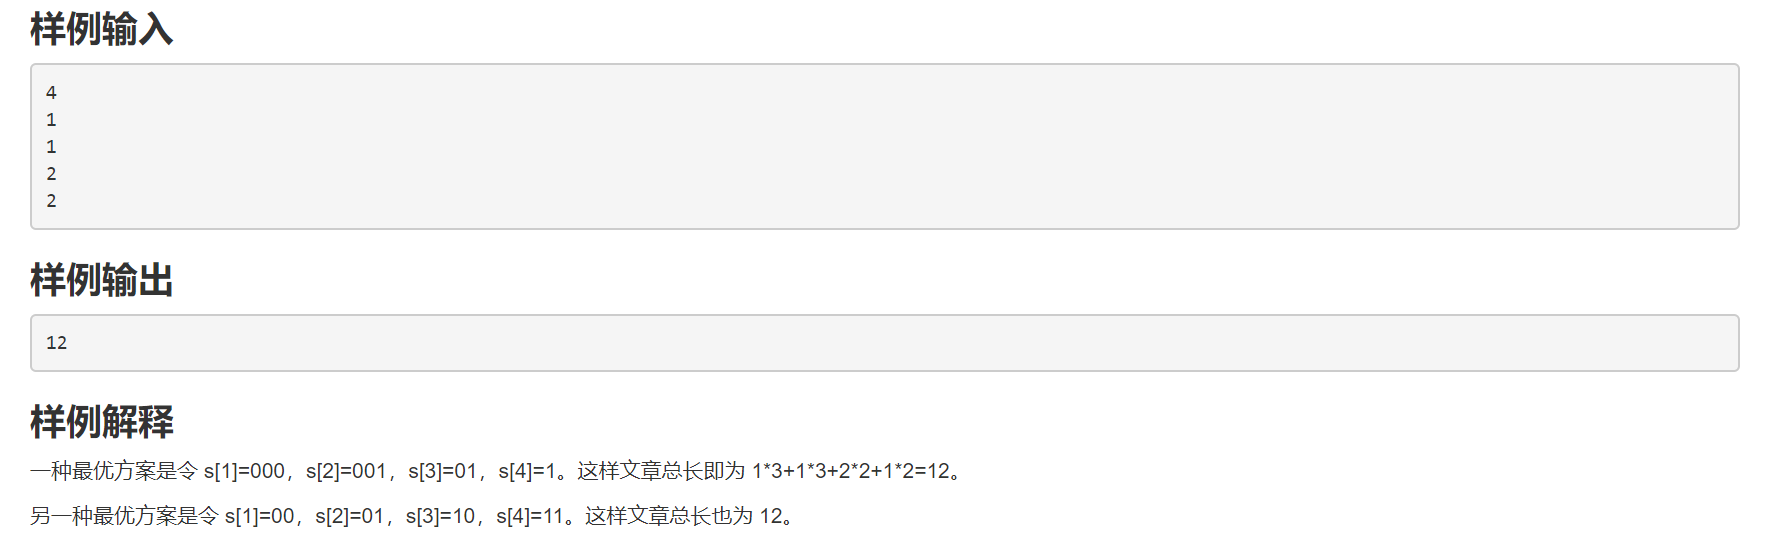 样例输入
4
1
1
2
2
样例输出
12
样例解释
一种最优方案是令 s[1]=000，s[2]=001，s[3]=01，s[4]=1。这样文章总长即为 1*3+1*3+2*2+1*2=12。
另一种最优方案是令 s[1]=00，s[2]=01，s[3]=10，s[4]=11。这样文章总长也为 12。